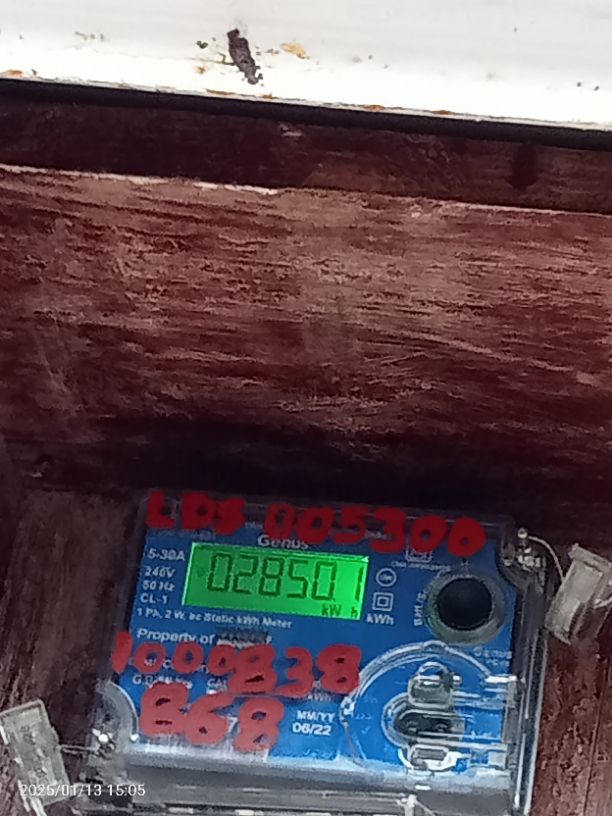 LDS 005300
Genus
5-30A
240V
50 Hz
CL-1
028501
kW h
kWh
1 Ph, 2 W, ac Static kWh Meter
Property of
1000838
868
MM/YY
06/22
2025/01/13 15:05